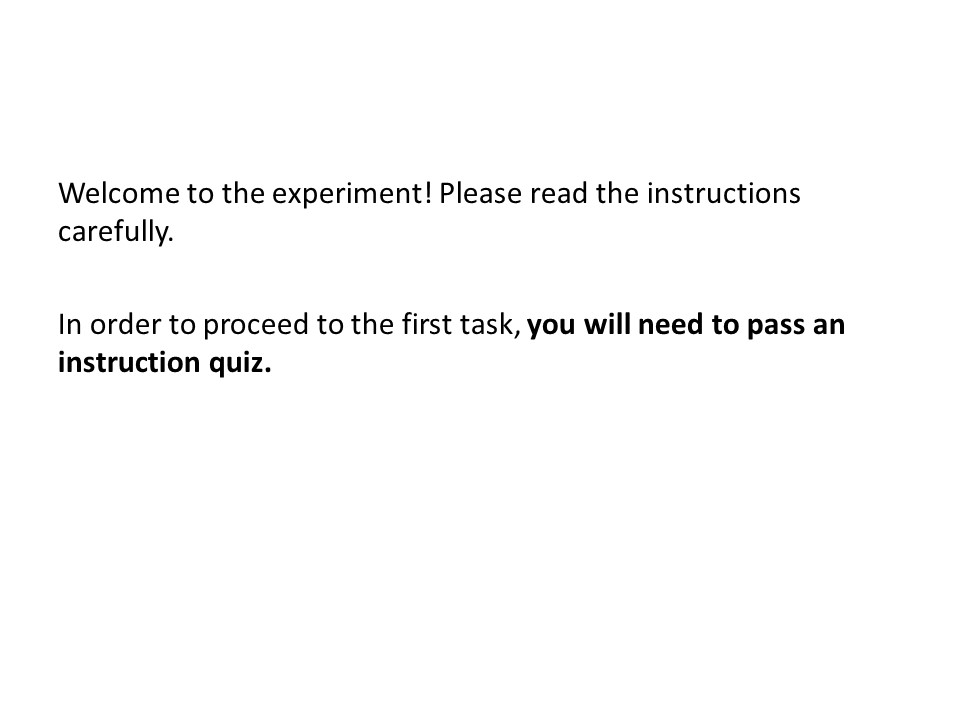 Welcome to the experiment! Please read the instructions
carefully.
In order to proceed to the first task, you will need to pass an
instruction quiz.